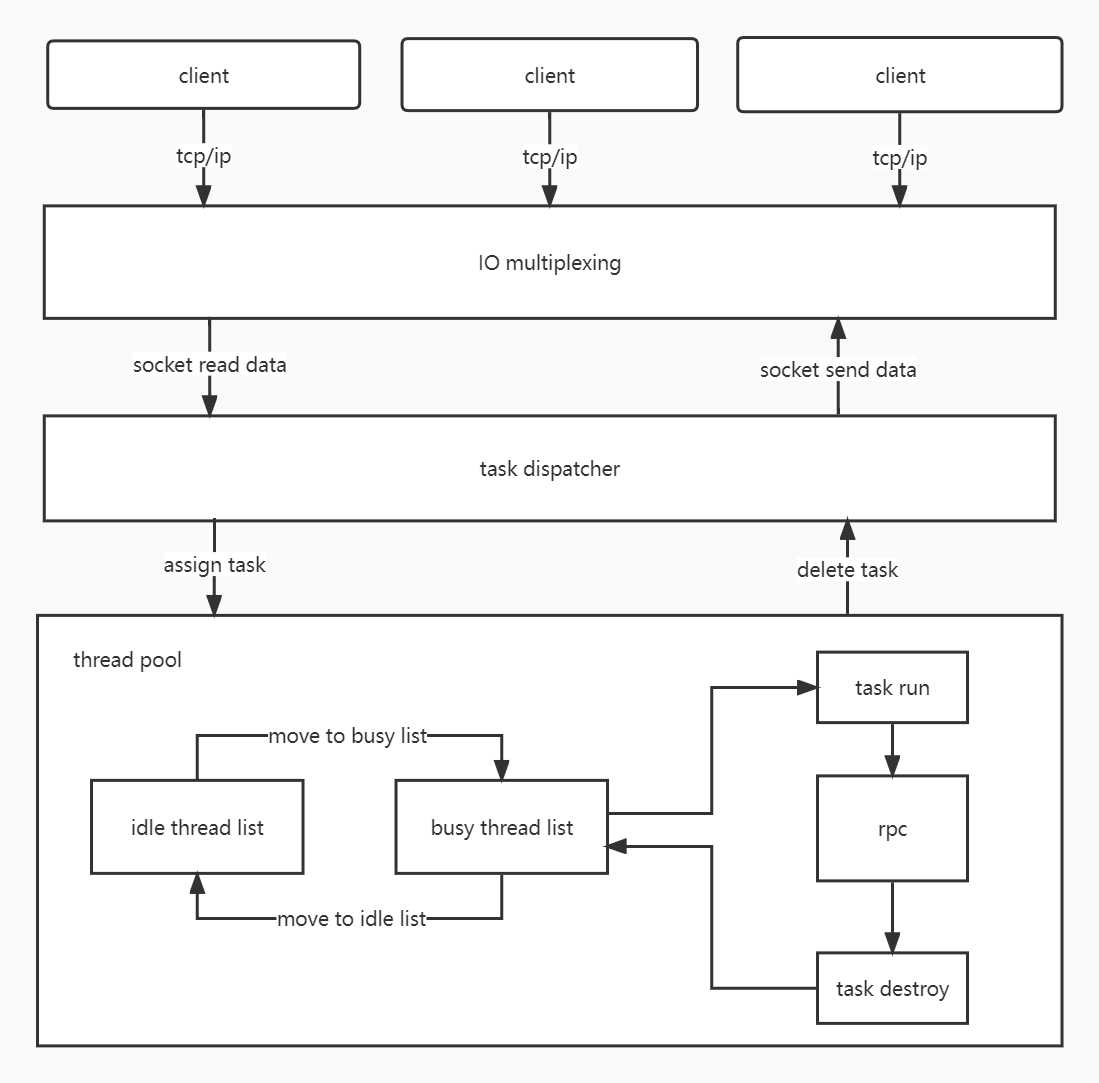 client
client
client
tcp/ip
tcp/ip
tcp/ip
IO multiplexing
socket read data
socket send data
task dispatcher
assign task
delete task
thread pool
task run
move to busy list
idle thread list
busy thread list
rpc
move to idle list
task destroy